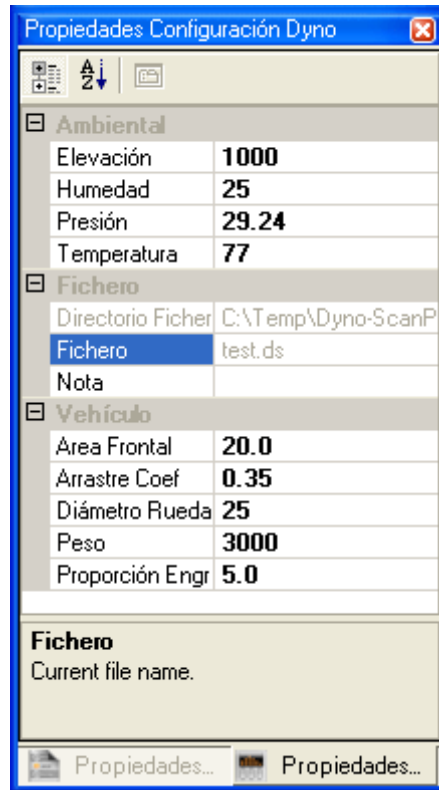 Propiedades Configuración Dyno
Ambiental
Elevación 1000
Humedad 25
Presión 29.24
Temperatura 77
Fichero
Directorio Ficher C:\Temp\Dyno-ScanP
Fichero test.ds
Nota
Vehículo
Area Frontal 20.0
Arrastre Coef 0.35
Diámetro Rueda 25
Peso 3000
Proporción Engr 5.0
Fichero
Current file name.
Propiedades... Propiedades...